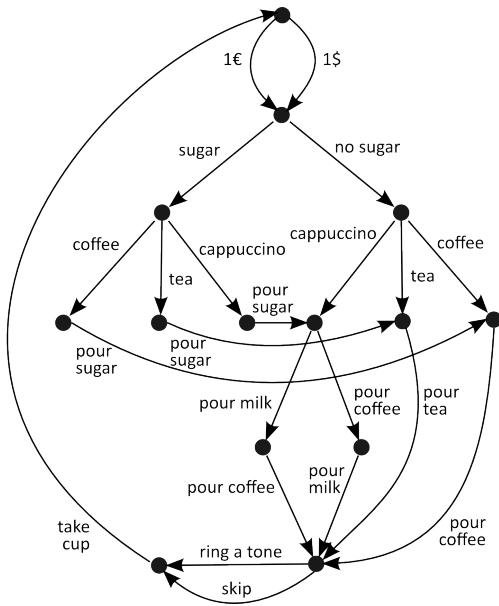 1€
1$
sugar
no sugar
coffee
tea
cappuccino
cappuccino
tea
coffee
pour
sugar
pour
sugar
pour
sugar
pour milk
pour
coffee
pour
tea
pour coffee
pour
milk
pour
coffee
take
cup
ring a tone
skip